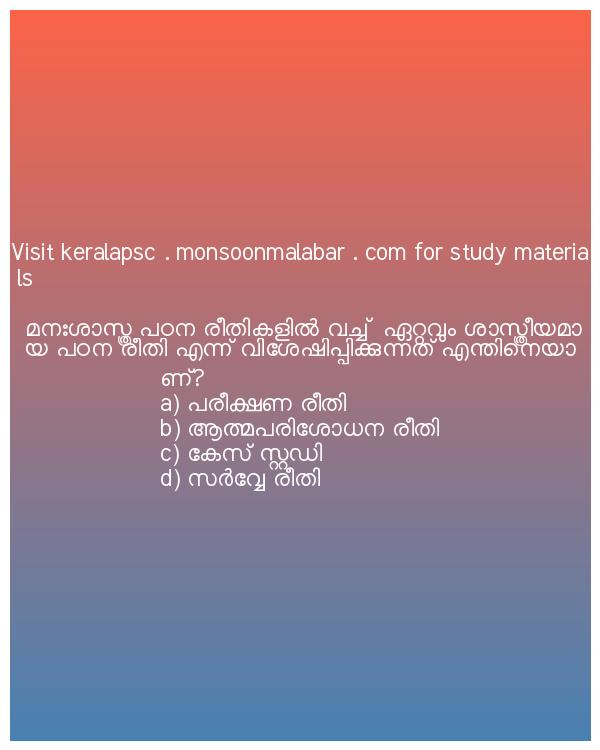 Visit keralapsc . monsoonmalabar . com for study materia
ls
മനഃശാസ്ത്ര പഠന രീതികളിൽ വച്ച്  ഏറ്റവും ശാസ്ത്രീയമാ
യ പഠന രീതി എന്ന് വിശേഷിപ്പിക്കുന്നത് എന്തിനെയാ
ണ്?
a) പരീക്ഷണ രീതി
b) ആത്മപരിശോധന രീതി
c) കേസ് സ്റ്റഡി
d) സർവ്വേ രീതി